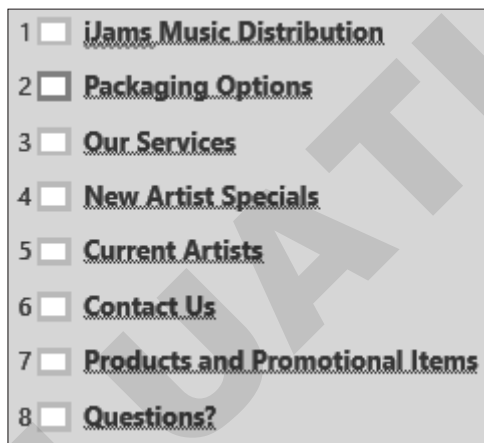 1 iJams Music Distribution
2 Packaging Options
3 Our Services
4 New Artist Specials
5 Current Artists
6 Contact Us
7 Products and Promotional Items
8 Questions?